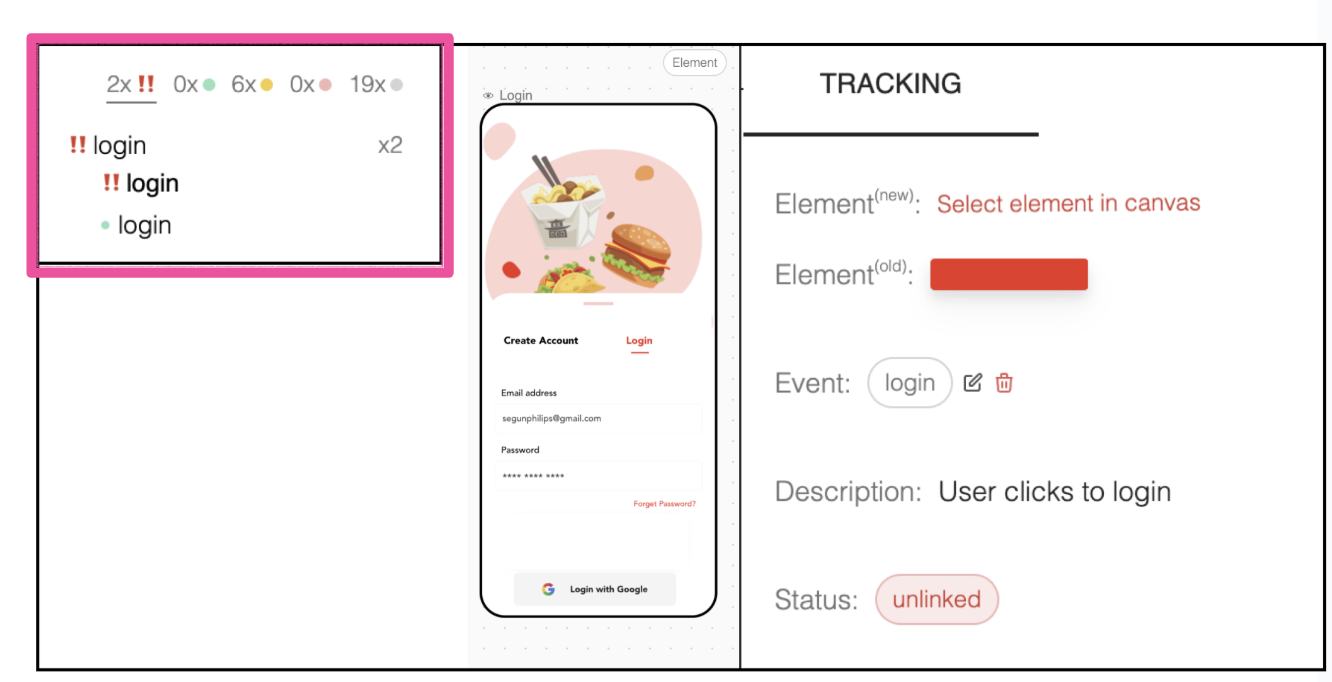 2x !! 0x 6x 0x 19x
!! login x2
!! login
login
Element
Login
Create Account Login
Email address
segunphilips@gmail.com
Password
**** **** ****
Forget Password?
Login with Google
TRACKING
Element(new): Select element in canvas
Element(old):
Event: login
Description: User clicks to login
Status: unlinked